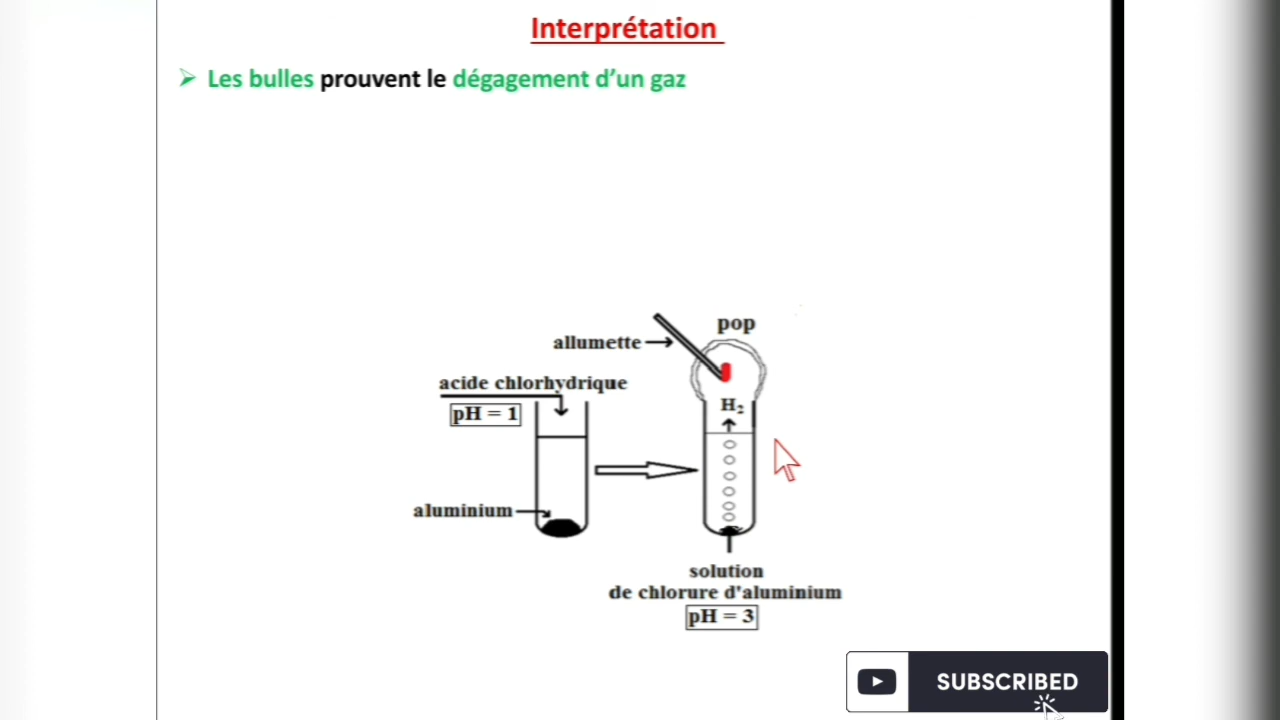 Interprétation
➢ Les bulles prouvent le dégagement d’un gaz
pop
allumette
acide chlorhydrique
pH = 1
H₂
aluminium
solution
de chlorure d'aluminium
pH = 3
SUBSCRIBED